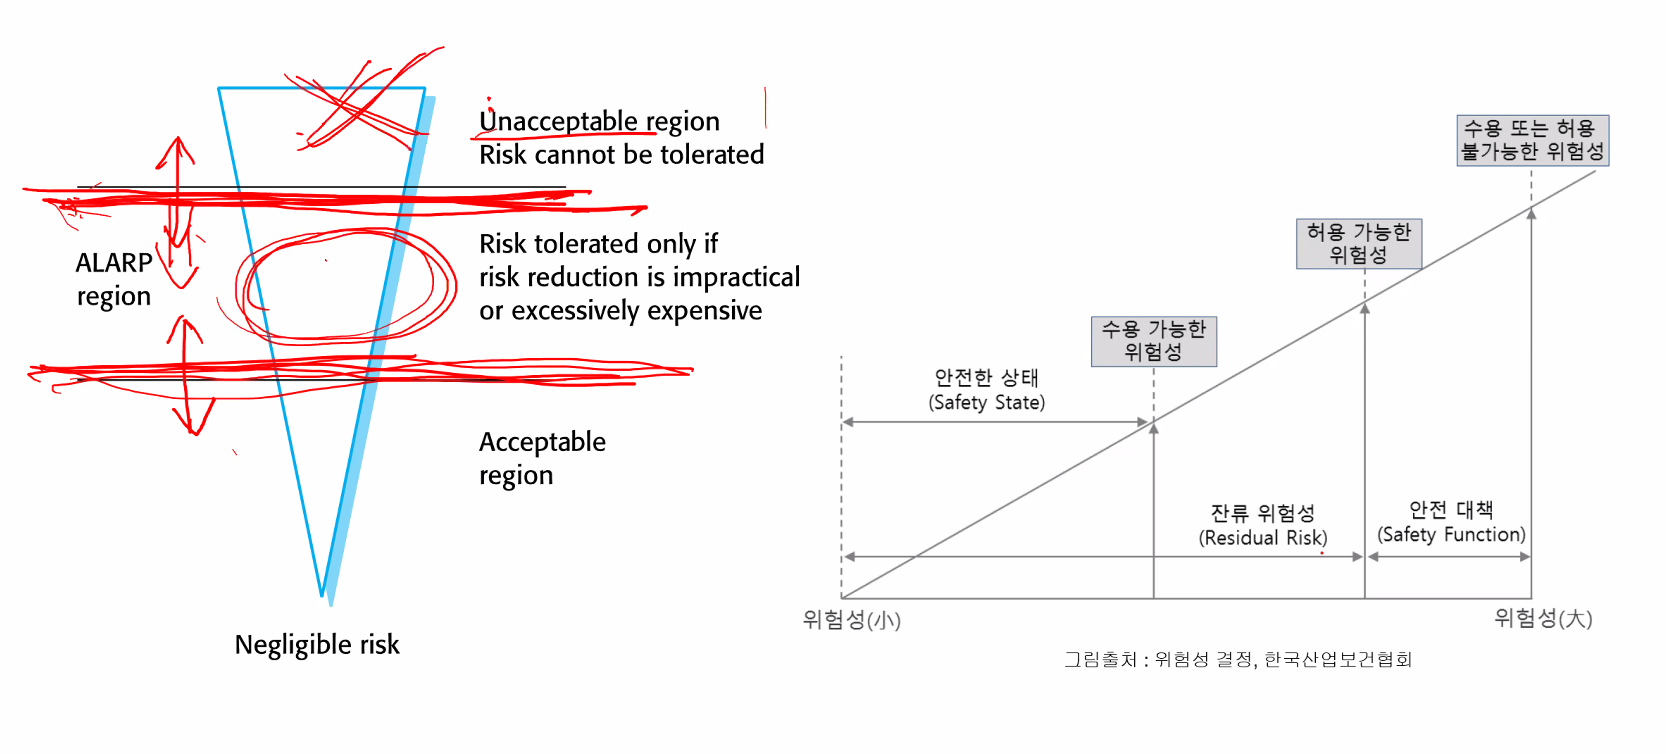 Unacceptable region
Risk cannot be tolerated
ALARP
region
Risk tolerated only if
risk reduction is impractical
or excessively expensive
Acceptable
region
Negligible risk
수용 또는 허용
불가능한 위험성
허용 가능한
위험성
수용 가능한
위험성
안전한 상태
(Safety State)
잔류 위험성
(Residual Risk)
안전 대책
(Safety Function)
위험성(小)
위험성(大)
그림출처 : 위험성 결정, 한국산업보건협회